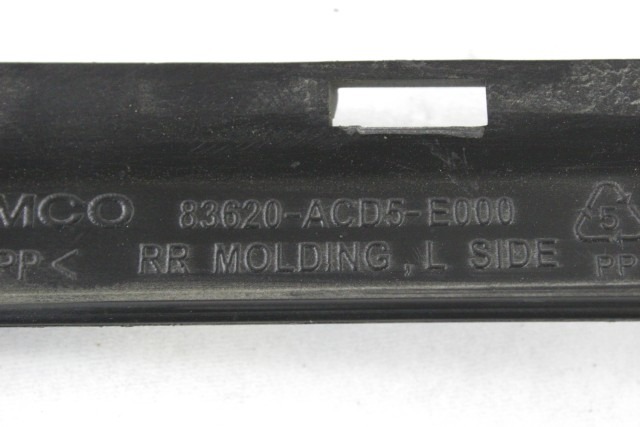 MCO 83620-ACD5-E000 5
PP< RR MOLDING, L SIDE PP